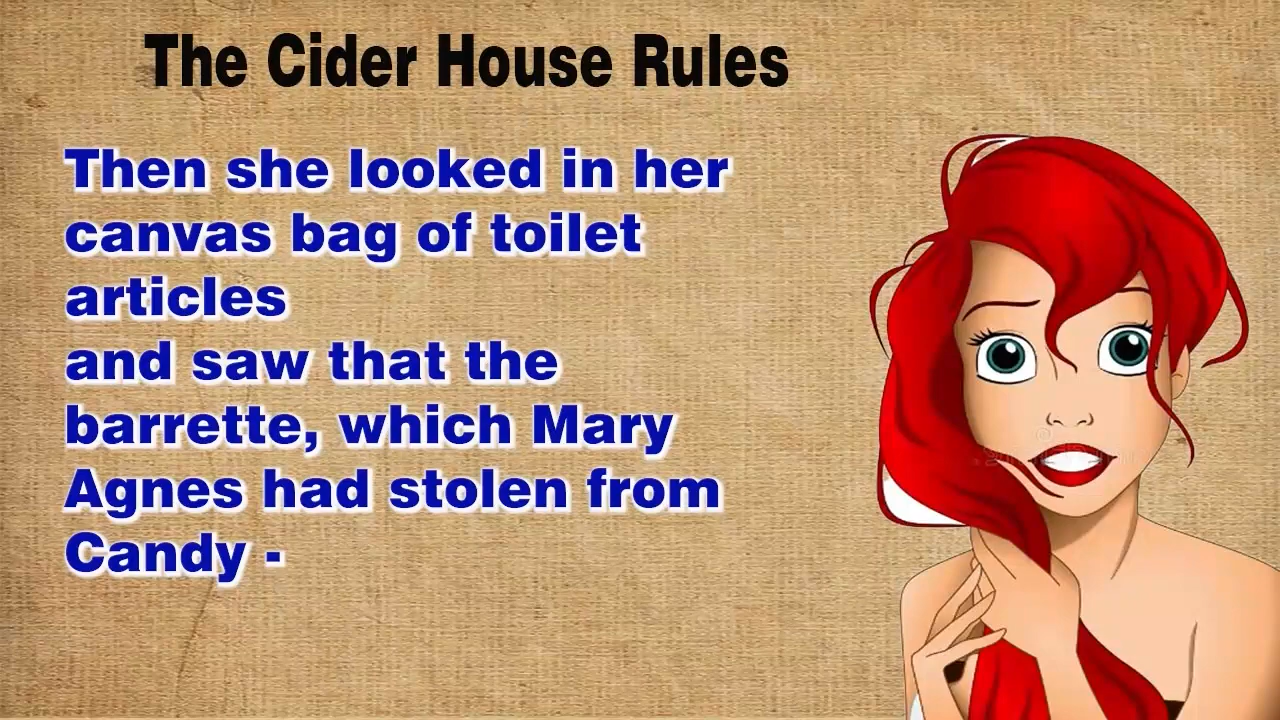 The Cider House Rules
Then she looked in her
canvas bag of toilet
articles
and saw that the
barrette, which Mary
Agnes had stolen from
Candy -